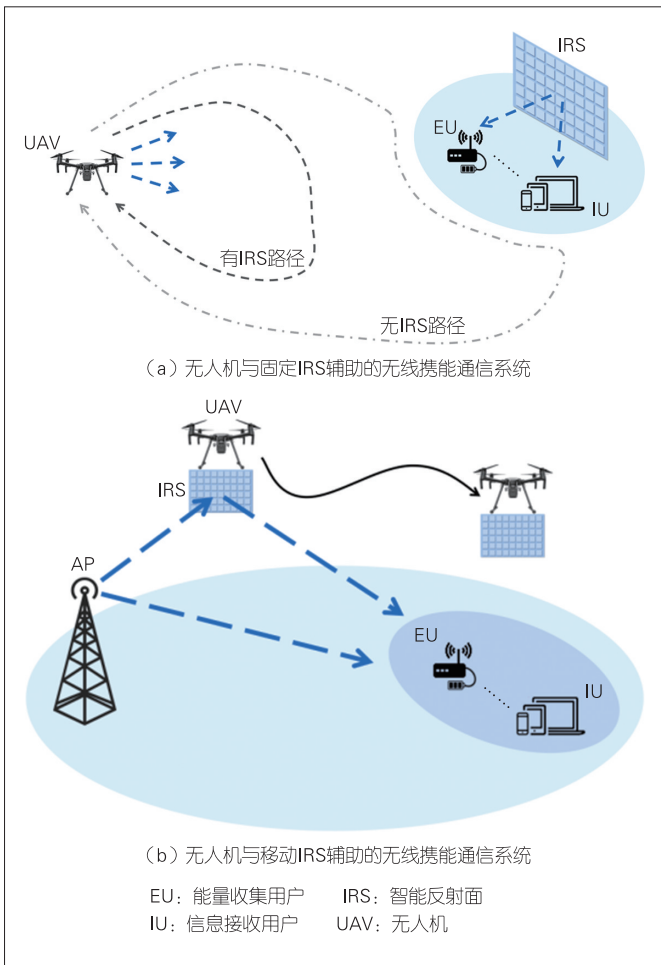 IRS
EU
UAV
IU
有IRS路径
无IRS路径
（a）无人机与固定IRS辅助的无线携能通信系统
UAV
IRS
AP
EU
IU
（b）无人机与移动IRS辅助的无线携能通信系统
EU：能量收集用户 IRS：智能反射面
IU：信息接收用户 UAV：无人机